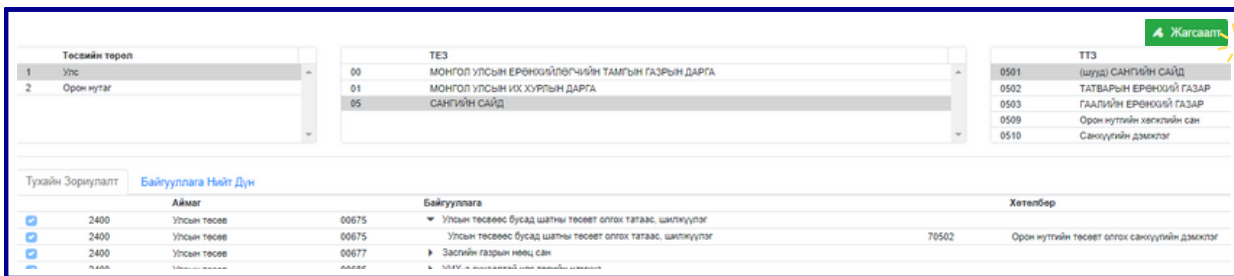 Жагсаалт
Төсвийн төрөл ТЕЗ ТТЗ
1 Улс 00 МОНГОЛ УЛСЫН ЕРӨНХИЙЛӨГЧИЙН ТАМГЫН ГАЗРЫН ДАРГА 0501 (шууд) САНГИЙН САЙД
2 Орон нутаг 01 МОНГОЛ УЛСЫН ИХ ХУРЛЫН ДАРГА 0502 ТАТВАРЫН ЕРӨНХИЙ ГАЗАР
05 САНГИЙН САЙД 0503 ГААЛИЙН ЕРӨНХИЙ ГАЗАР
0509 Орон нутгийн хөгжлийн сан
0510 Санхүүгийн дэмжлэг
Тухайн Зориулалт Байгууллага Нийт Дүн
Аймаг Байгууллага Хөтөлбөр
2400 Улсын төсөв 00675 Улсын төсвөөс бусад шатны төсөвт олгох татаас, шилжүүлэг
2400 Улсын төсөв 00675 Улсын төсвөөс бусад шатны төсөвт олгох татаас, шилжүүлэг 70502 Орон нутгийн төсөвт олгох санхүүгийн дэмжлэг
2400 Улсын төсөв 00677 Засгийн газрын нөөц сан